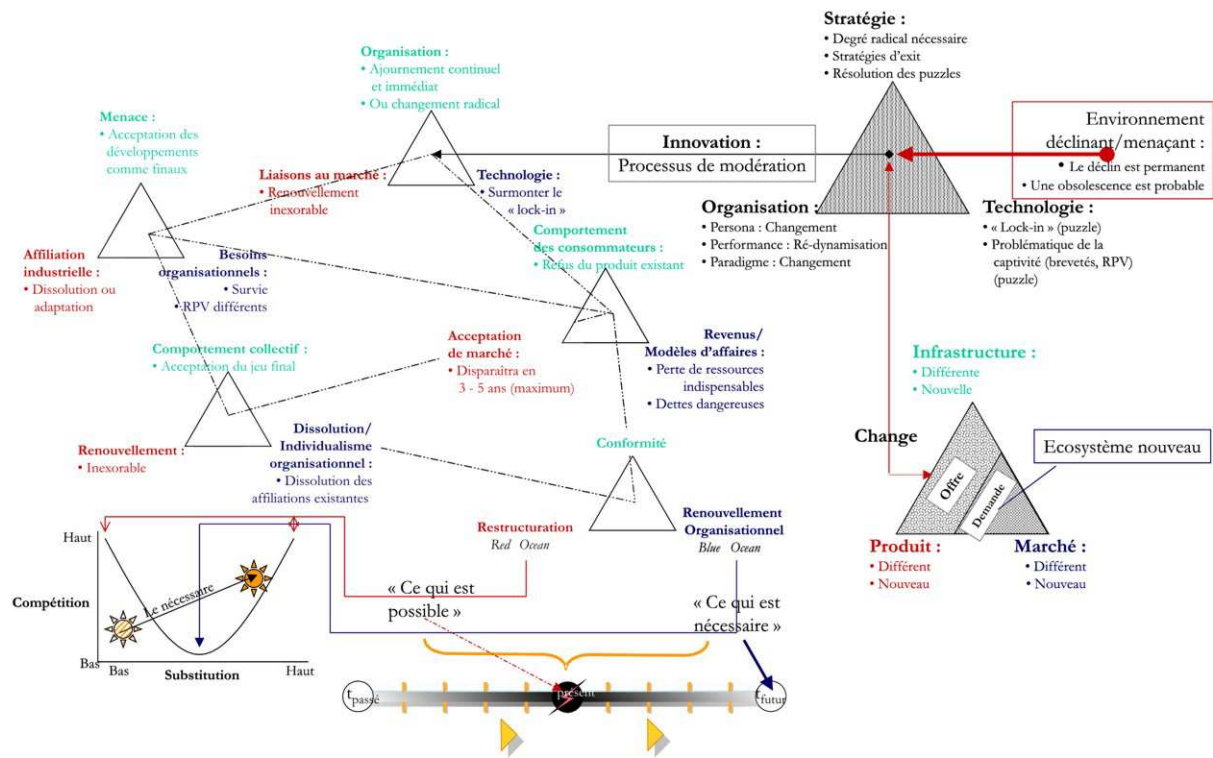 Stratégie :
• Degré radical nécessaire
• Stratégies d'exit
• Résolution des puzzles
Organisation :
• Ajournement continuel
et immédiat
• Ou changement radical
Menace :
• Acceptation des
développements
comme finaux
Innovation :
Processus de modération
Environnement
déclinant/menaçant :
• Le déclin est permanent
• Une obsolescence est probable
Liaisons au marché :
• Renouvellement
inexorable
Technologie :
• Surmonter le
« lock-in »
Organisation :
• Persona : Changement
• Performance : Ré-dynamisation
• Paradigme : Changement
Technologie :
• « Lock-in » (puzzle)
• Problématique de la
captivité (brevetés, RPV)
(puzzle)
Affiliation
industrielle :
• Dissolution ou
adaptation
Besoins
organisationnels :
• Survie
• RPV différents
Comportement
des consommateurs :
• Refus du produit existant
Comportement collectif :
• Acceptation du jeu final
Acceptation
de marché :
• Disparaîtra en
3 - 5 ans (maximum)
Revenus/
Modèles d'affaires :
• Perte de ressources
indispensables
• Dettes dangereuses
Infrastructure :
• Différente
• Nouvelle
Renouvellement :
• Inexorable
Dissolution/
Individualisme
organisationnel :
• Dissolution des
affiliations existantes
Conformité
Change
Ecosystème nouveau
Offre
Demande
Restructuration
Red Ocean
Renouvellement
Organisationnel
Blue Ocean
Produit :
• Différent
• Nouveau
Marché :
• Différent
• Nouveau
Haut
Compétition
Le nécessaire
Bas
Bas
Substitution
Haut
« Ce qui est
possible »
« Ce qui est
nécessaire »
tpassé
présent
tfutur